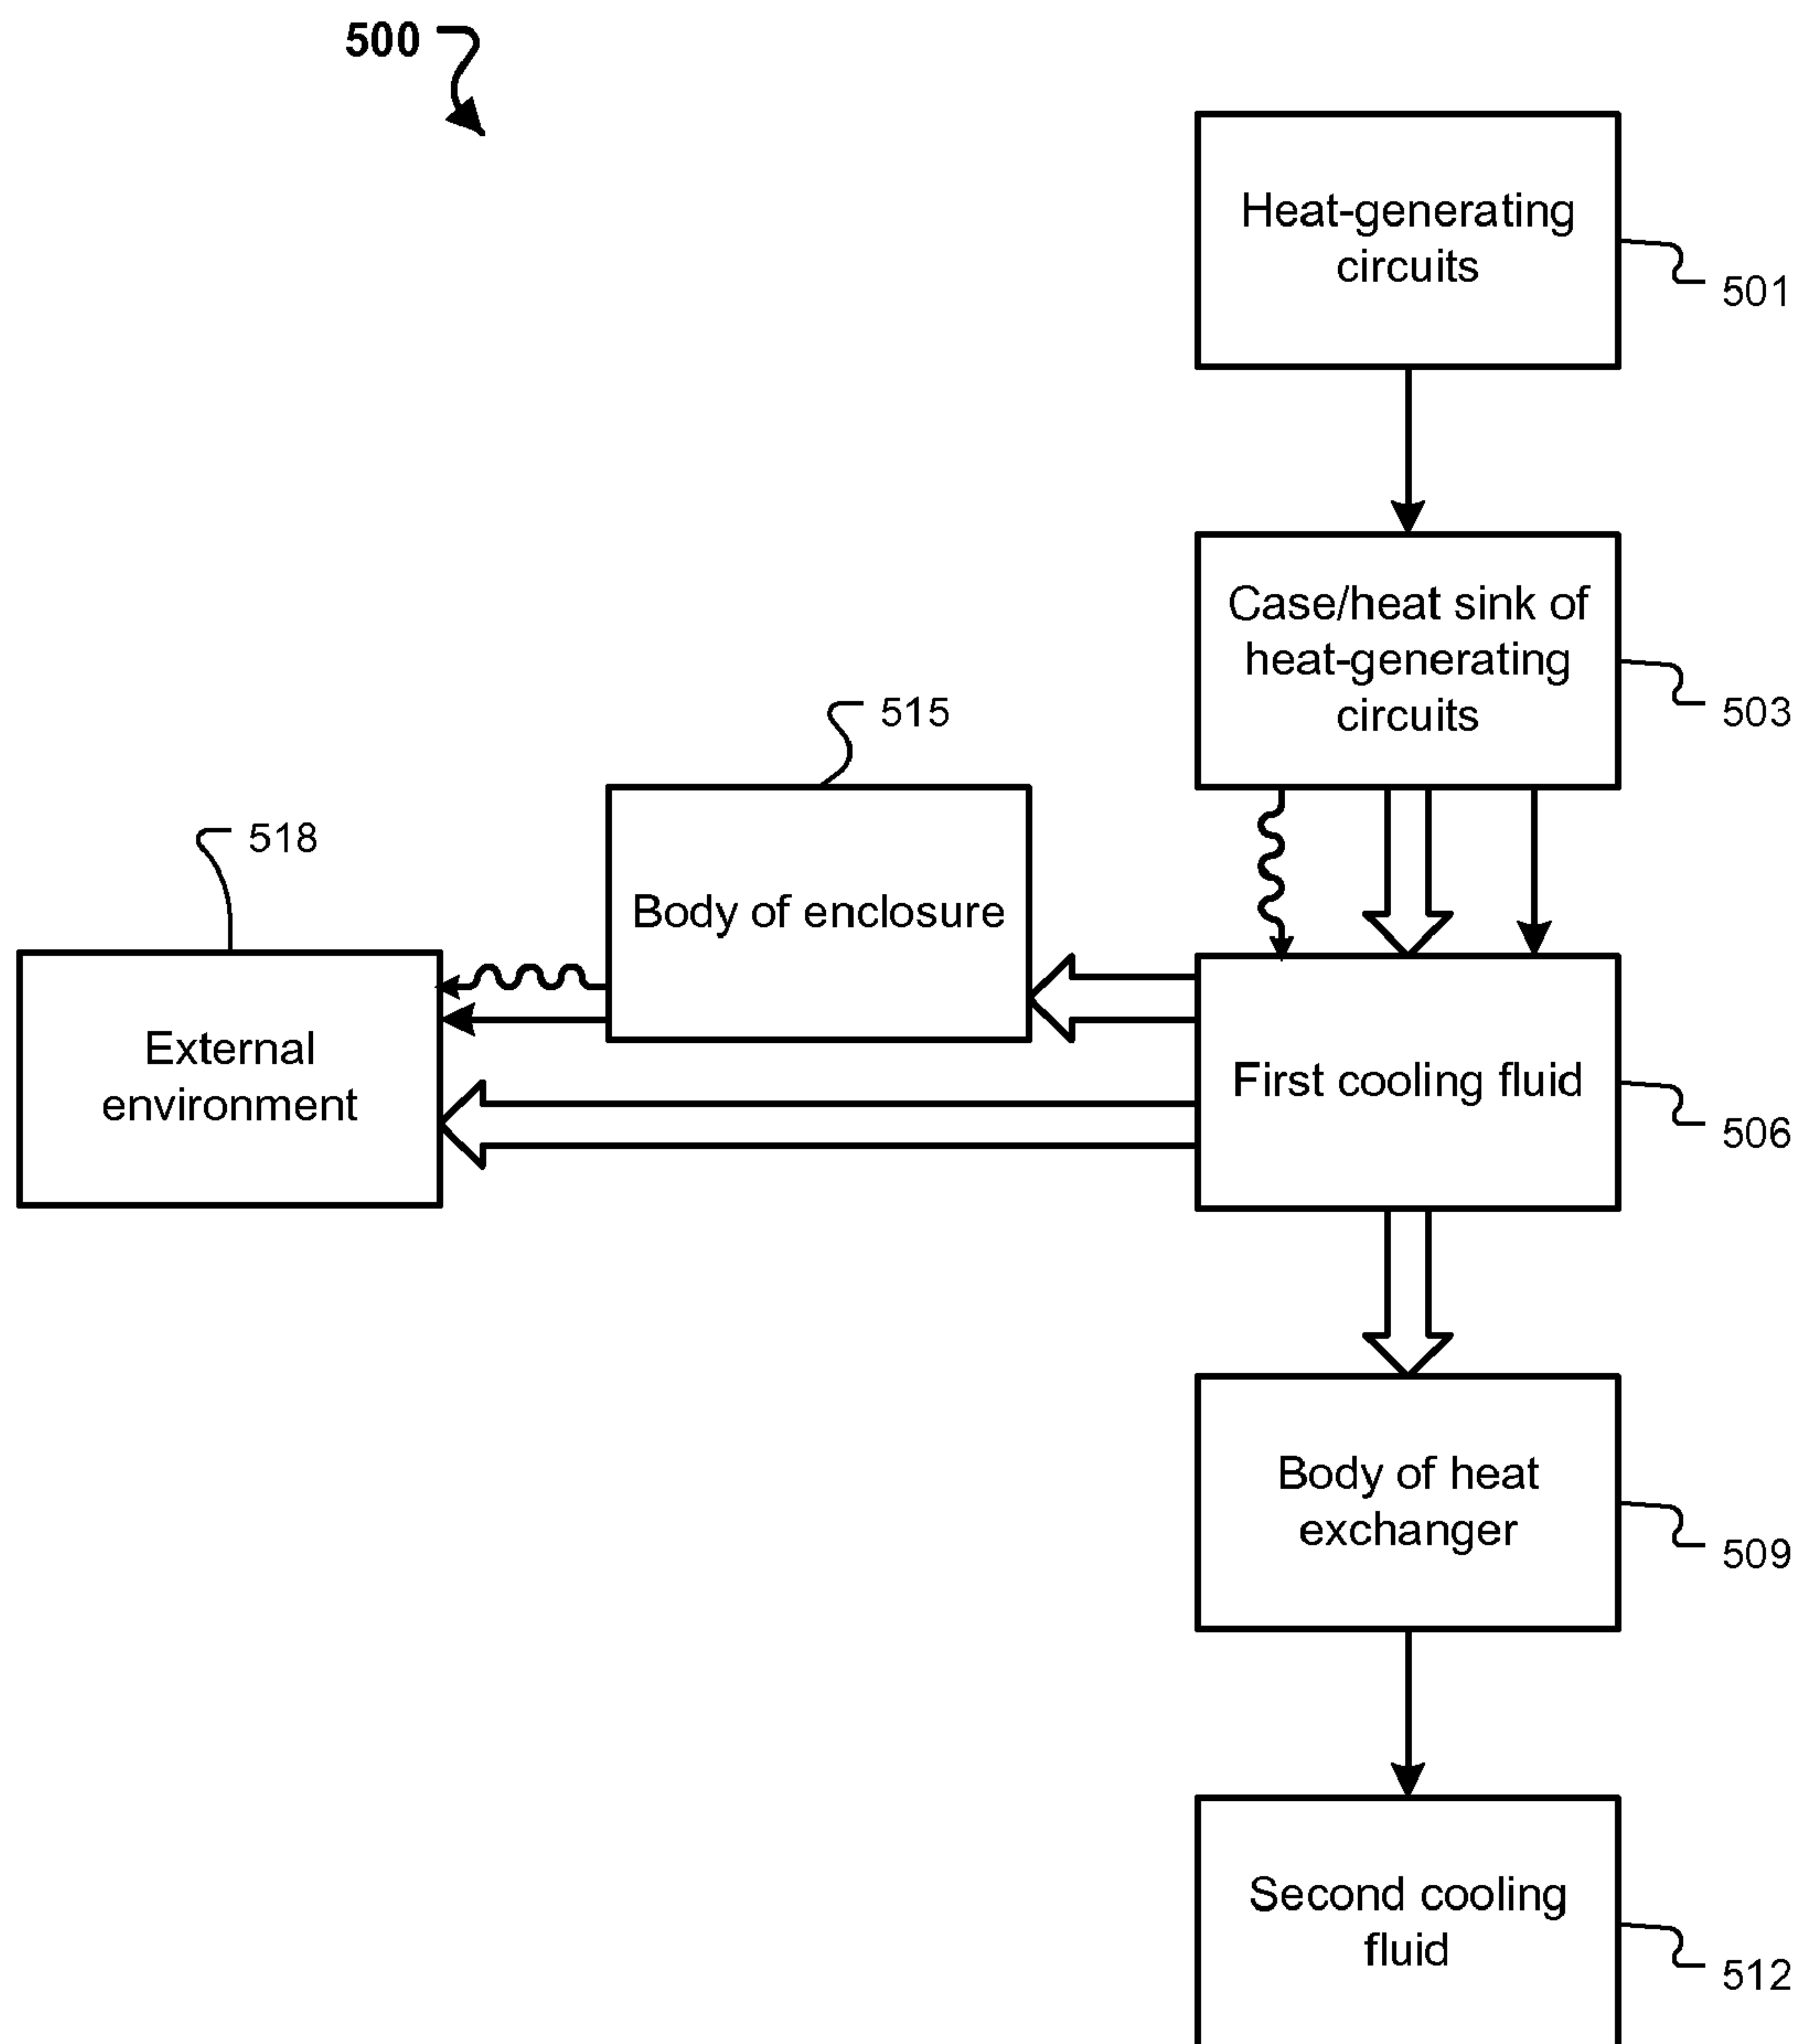 500
Heat-generating
circuits
501
Case/heat sink of
heat-generating
circuits
503
515
Body of enclosure
518
External
environment
First cooling fluid
506
Body of heat
exchanger
509
Second cooling
fluid
512